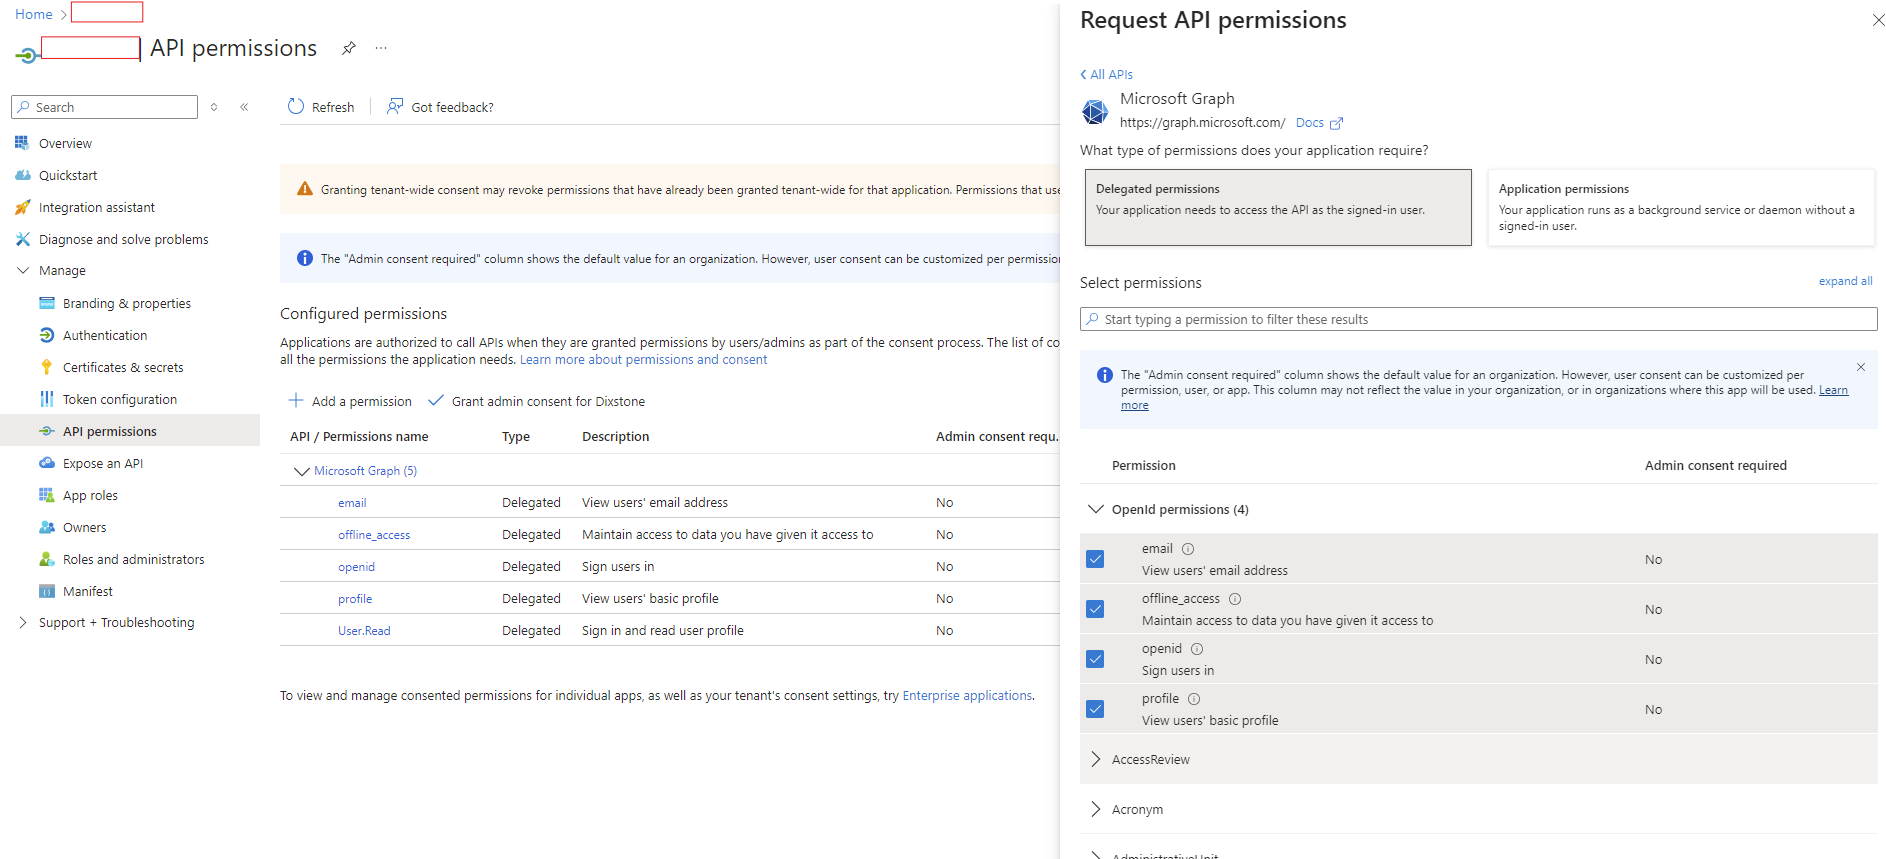 Home
API permissions
Search
Overview
Quickstart
Integration assistant
Diagnose and solve problems
Manage
Branding & properties
Authentication
Certificates & secrets
Token configuration
API permissions
Expose an API
App roles
Owners
Roles and administrators
Manifest
Support + Troubleshooting
Refresh
Got feedback?
Granting tenant-wide consent may revoke permissions that have already been granted tenant-wide for that application. Permissions that use
The "Admin consent required" column shows the default value for an organization. However, user consent can be customized per permission
Configured permissions
Applications are authorized to call APIs when they are granted permissions by users/admins as part of the consent process. The list of co
all the permissions the application needs. Learn more about permissions and consent
Add a permission
Grant admin consent for Dixstone
API / Permissions name Type Description Admin consent requ...
Microsoft Graph (5)
email Delegated View users' email address No
offline_access Delegated Maintain access to data you have given it access to No
openid Delegated Sign users in No
profile Delegated View users' basic profile No
User.Read Delegated Sign in and read user profile No
To view and manage consented permissions for individual apps, as well as your tenant's consent settings, try Enterprise applications.
Request API permissions
All APIs
Microsoft Graph
https://graph.microsoft.com/ Docs
What type of permissions does your application require?
Delegated permissions
Your application needs to access the API as the signed-in user.
Application permissions
Your application runs as a background service or daemon without a
signed-in user.
Select permissions
expand all
Start typing a permission to filter these results
The "Admin consent required" column shows the default value for an organization. However, user consent can be customized per
permission, user, or app. This column may not reflect the value in your organization, or in organizations where this app will be used. Learn
more
Permission Admin consent required
OpenId permissions (4)
email
View users' email address
No
offline_access
Maintain access to data you have given it access to
No
openid
Sign users in
No
profile
View users' basic profile
No
AccessReview
Acronym
AdministrativeUnit